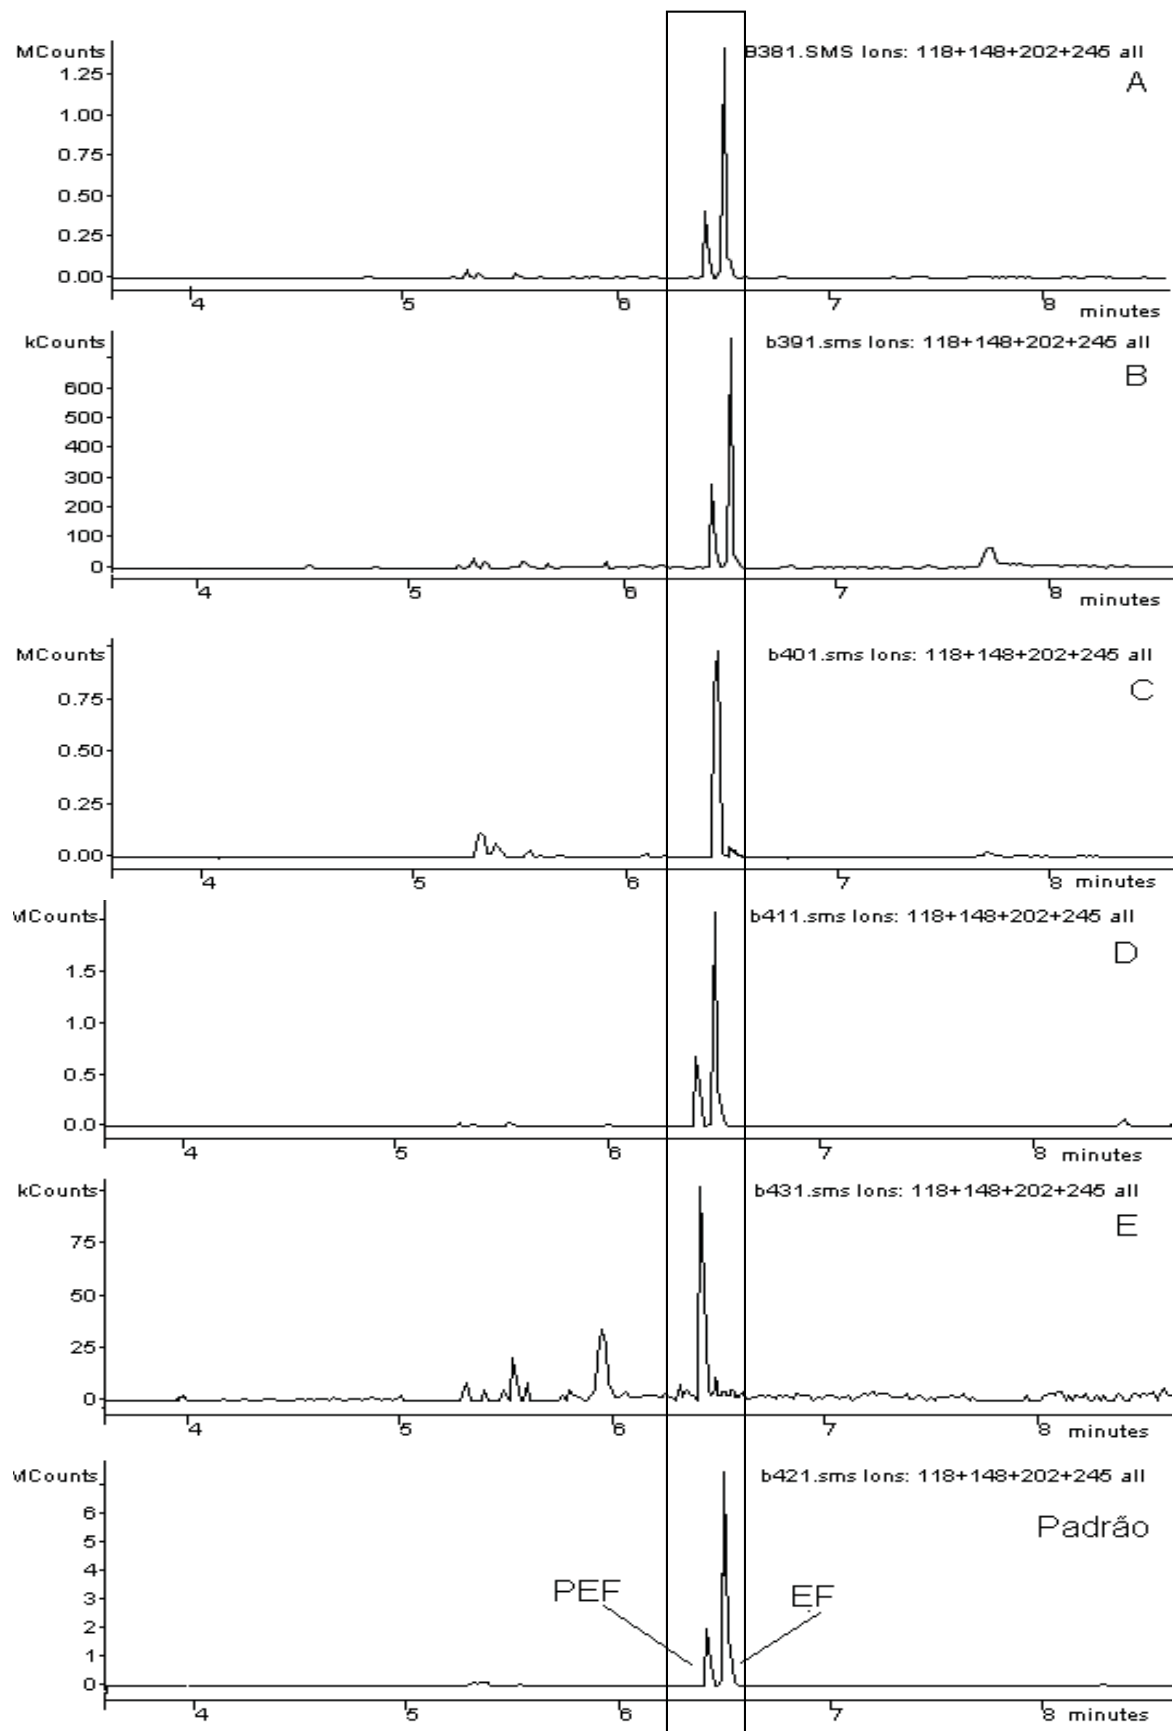 MCounts
B381.SMS Ions: 118+148+202+245 all
A
1.25
1.00
0.75
0.50
0.25
0.00
4 5 6 7 8 minutes
kCounts
b391.sms Ions: 118+148+202+245 all
B
600
500
400
300
200
100
0
4 5 6 7 8 minutes
MCounts
b401.sms Ions: 118+148+202+245 all
C
0.75
0.50
0.25
0.00
4 5 6 7 8 minutes
MCounts
b411.sms Ions: 118+148+202+245 all
D
1.5
1.0
0.5
0.0
4 5 6 7 8 minutes
kCounts
b431.sms Ions: 118+148+202+245 all
E
75
50
25
0
4 5 6 7 8 minutes
MCounts
b421.sms Ions: 118+148+202+245 all
Padrão
6
5
4
3
2
1
0
PEF
EF
4 5 6 7 8 minutes